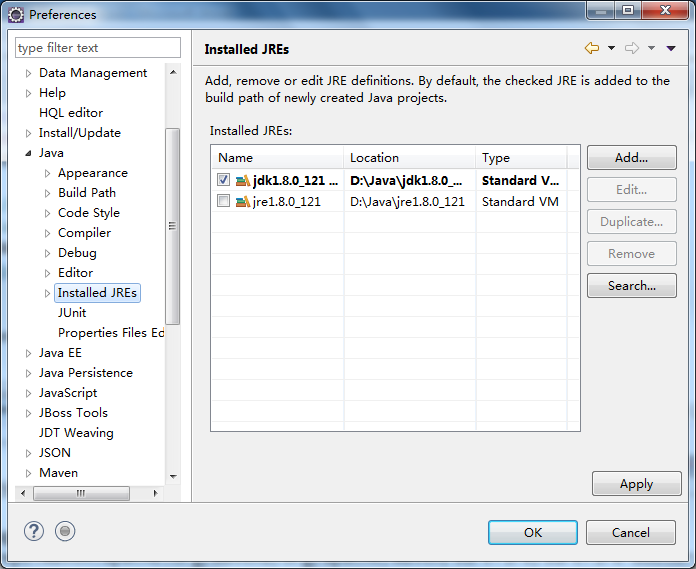 Preferences
type filter text
Data Management
Help
HQL editor
Install/Update
Java
Appearance
Build Path
Code Style
Compiler
Debug
Editor
Installed JREs
JUnit
Properties Files Ed
Java EE
Java Persistence
JavaScript
JBoss Tools
JDT Weaving
JSON
Maven
Installed JREs
Add, remove or edit JRE definitions. By default, the checked JRE is added to the
build path of newly created Java projects.
Installed JREs:
Name Location Type
jdk1.8.0_121 ... D:\Java\jdk1.8.0_... Standard V...
jre1.8.0_121 D:\Java\jre1.8.0_121 Standard VM
Add...
Edit...
Duplicate...
Remove
Search...
Apply
?
OK Cancel